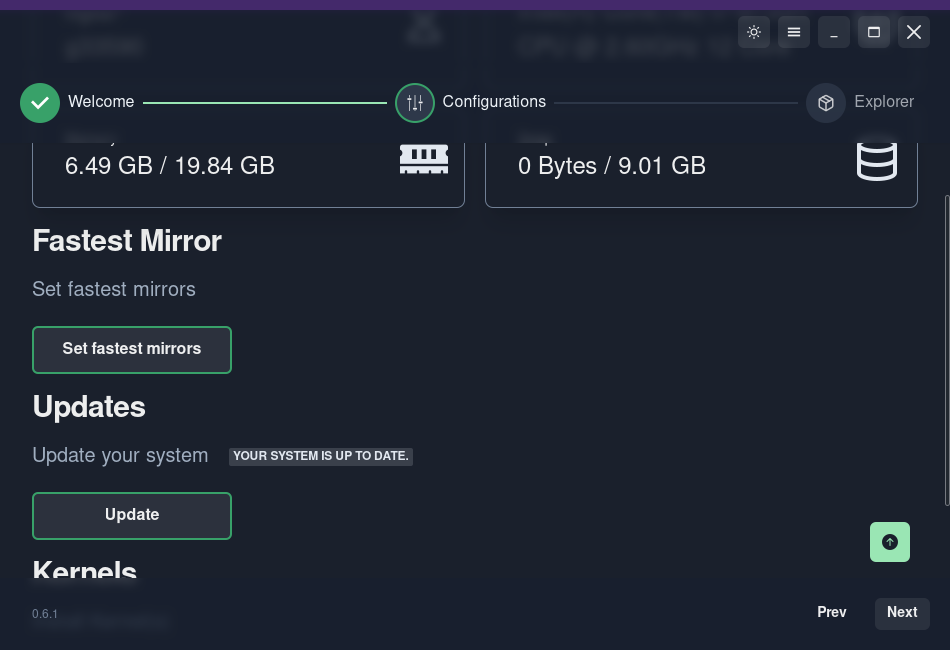 Welcome
Configurations
Explorer
6.49 GB / 19.84 GB
0 Bytes / 9.01 GB
Fastest Mirror
Set fastest mirrors
Set fastest mirrors
Updates
Update your system YOUR SYSTEM IS UP TO DATE.
Update
Kernels
0.6.1
Prev
Next